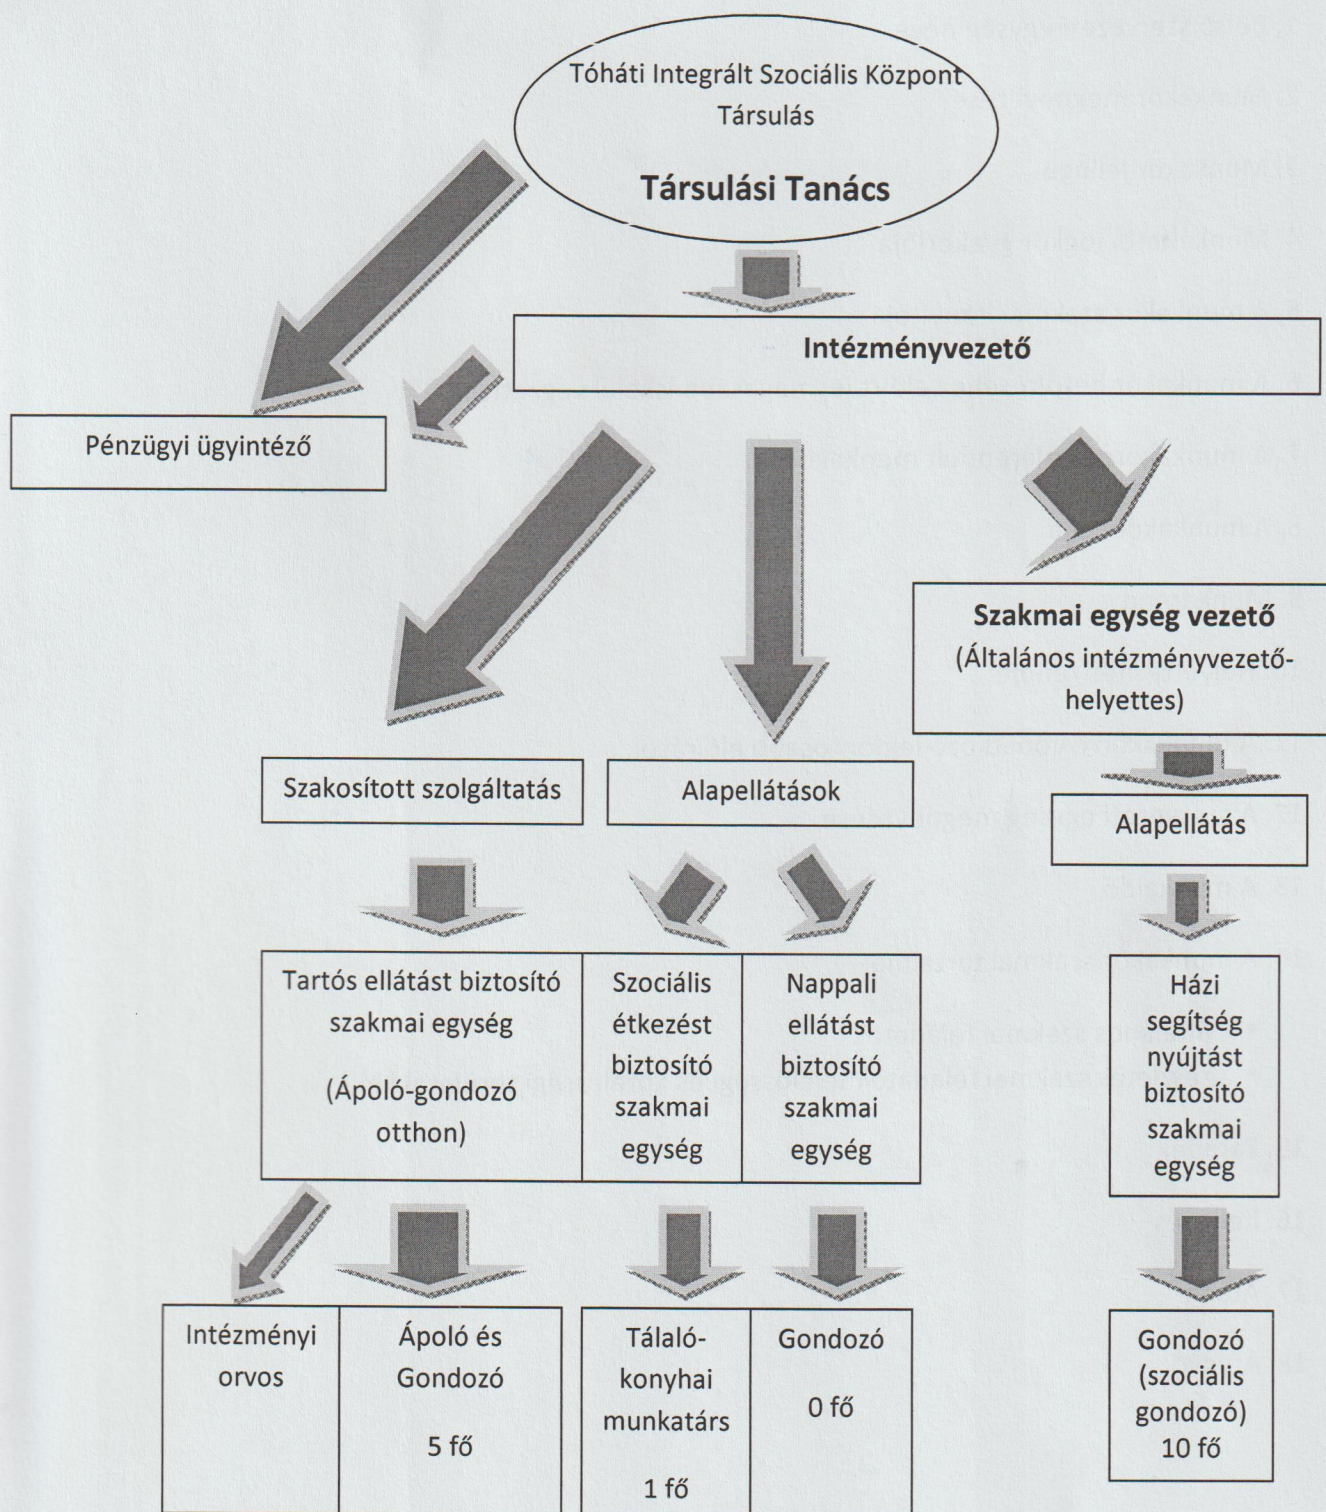 Tóháti Integrált Szociális Központ
Társulás
Társulási Tanács
Intézményvezető
Pénzügyi ügyintéző
Szakmai egység vezető
(Általános intézményvezető-
helyettes)
Szakosított szolgáltatás
Alapellátások
Alapellátás
Tartós ellátást biztosító
szakmai egység
(Ápoló-gondozó
otthon)
Szociális
étkezést
biztosító
szakmai
egység
Nappali
ellátást
biztosító
szakmai
egység
Házi
segítség
nyújtást
biztosító
szakmai
egység
Intézményi
orvos
Ápoló és
Gondozó
5 fő
Tálaló-
konyhai
munkatárs
1 fő
Gondozó
0 fő
Gondozó
(szociális
gondozó)
10 fő